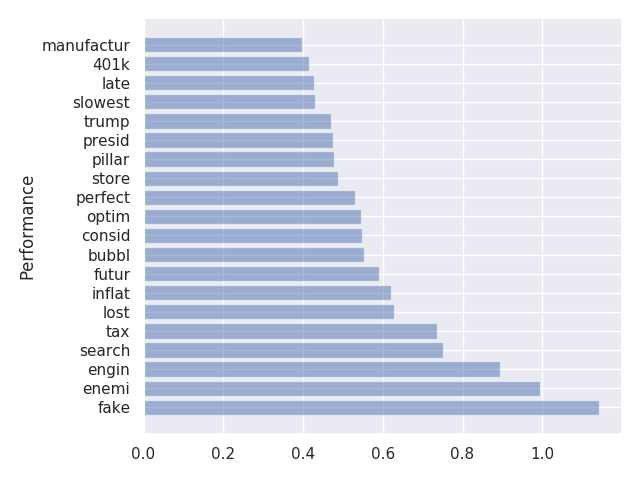 manufactur
401k
late
slowest
trump
presid
pillar
store
perfect
optim
consid
bubbl
futur
inflat
lost
tax
search
engin
enemi
fake
Performance
0.0 0.2 0.4 0.6 0.8 1.0